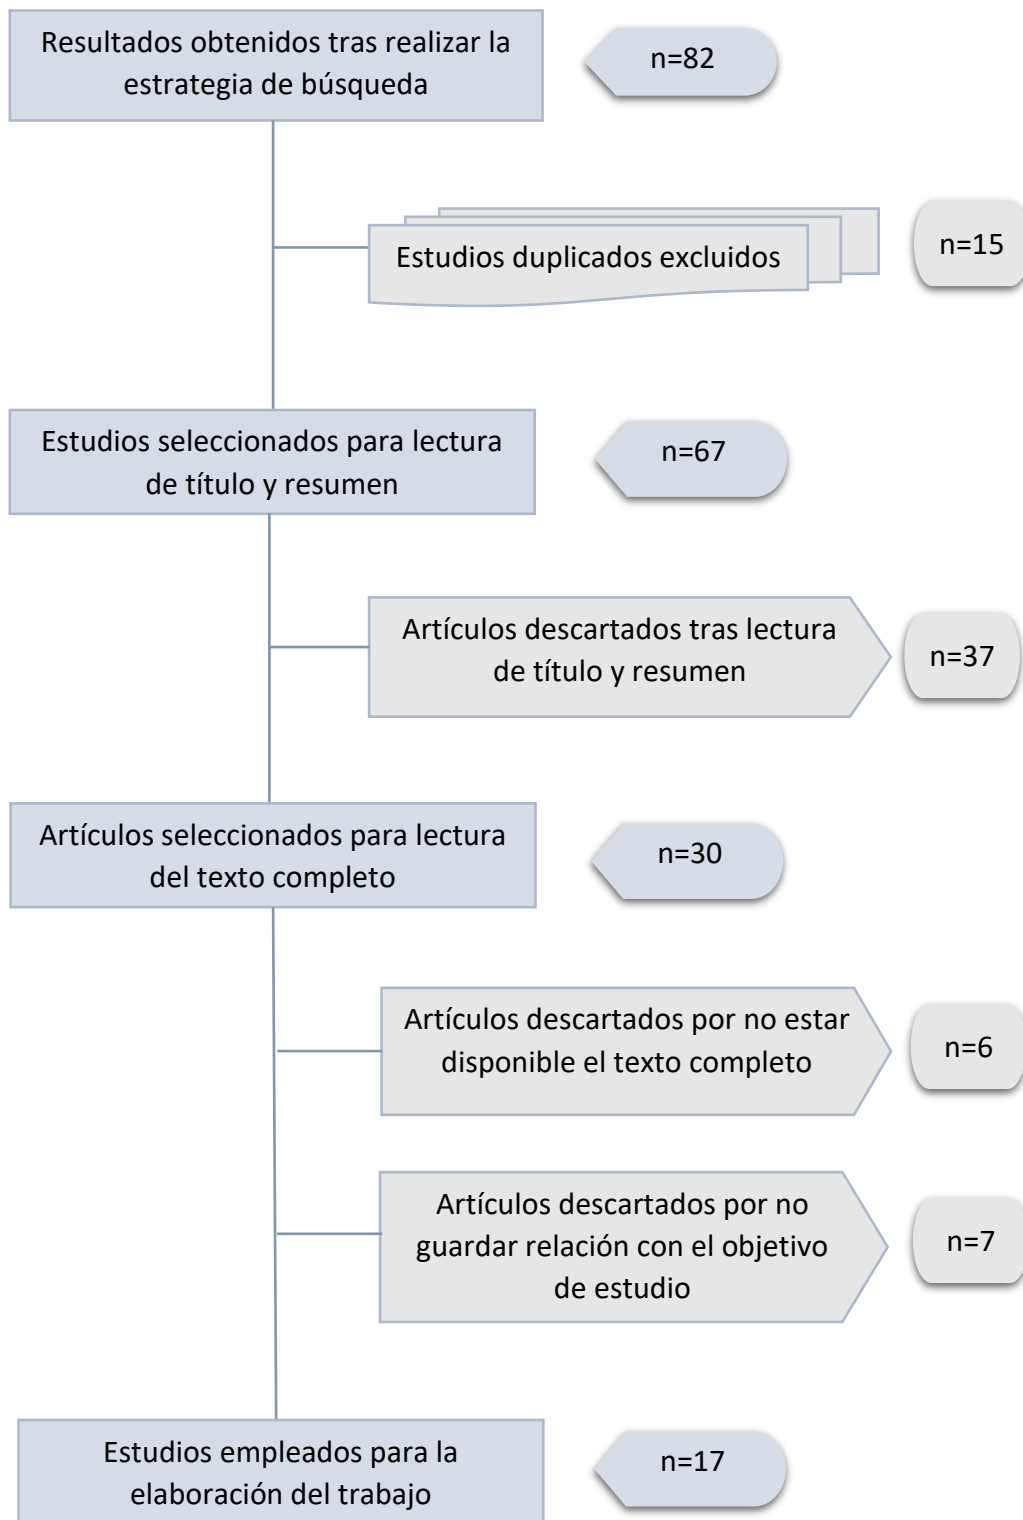 Resultados obtenidos tras realizar la
estrategia de búsqueda
n=82
Estudios duplicados excluidos
n=15
Estudios seleccionados para lectura
de título y resumen
n=67
Artículos descartados tras lectura
de título y resumen
n=37
Artículos seleccionados para lectura
del texto completo
n=30
Artículos descartados por no estar
disponible el texto completo
n=6
Artículos descartados por no
guardar relación con el objetivo
de estudio
n=7
Estudios empleados para la
elaboración del trabajo
n=17